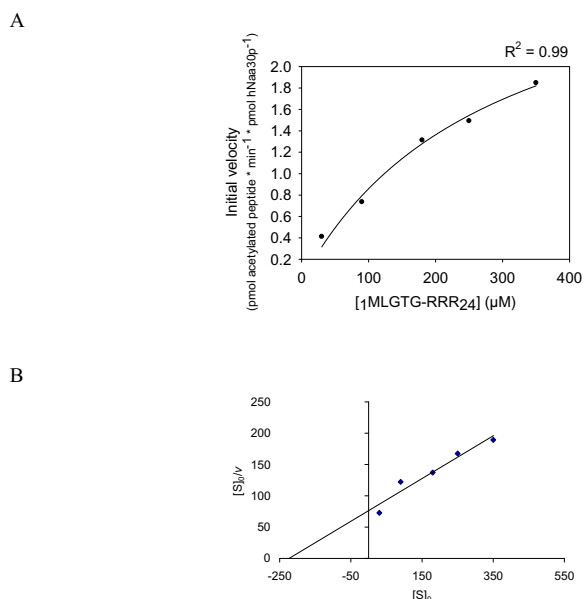 A
R² = 0.99
2.0
1.8
1.6
1.4
1.2
1.0
0.8
0.6
0.4
0.2
Initial velocity
(pmol acetylated peptide * min⁻¹ * pmol hNaa30p⁻¹)
0 100 200 300 400
[₁MLGTG-RRR₂₄] (µM)
B
250
200
150
100
50
0
[S]₀/v
-250 -50 150 350 550
[S]₀